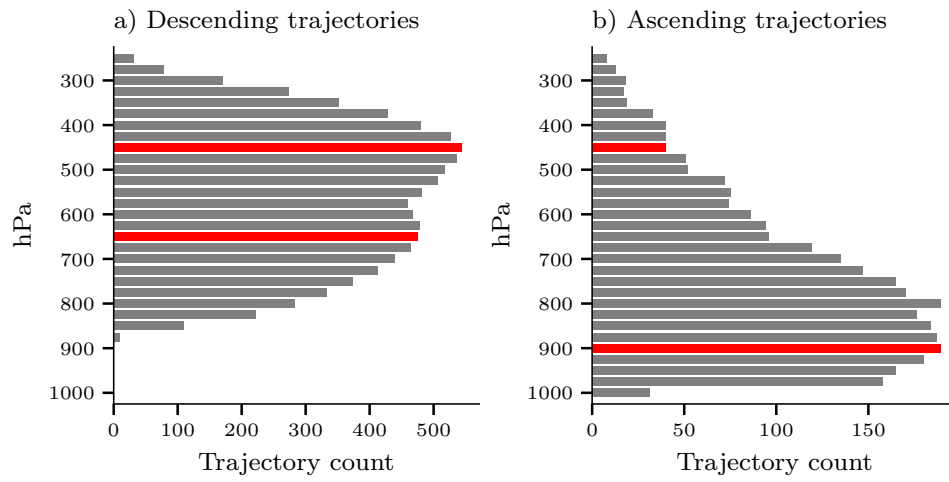 a) Descending trajectories
300
400
500
600
700
800
900
1000
hPa
0 100 200 300 400 500
Trajectory count
b) Ascending trajectories
300
400
500
600
700
800
900
1000
hPa
0 50 100 150
Trajectory count